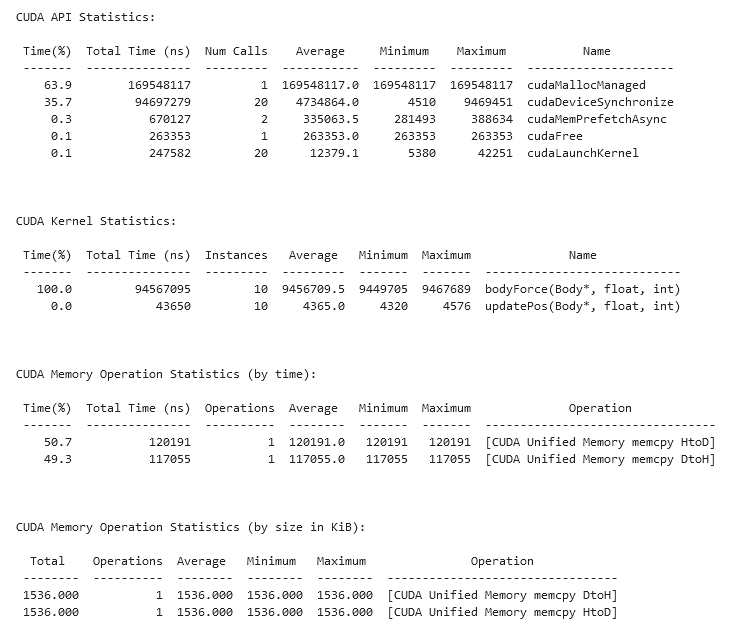 CUDA API Statistics:
Time(%)  Total Time (ns)  Num Calls    Average      Minimum    Maximum            Name
-------  ---------------  ---------  -----------  ---------  ---------  ---------------------
   63.9        169548117          1  169548117.0  169548117  169548117  cudaMallocManaged
   35.7         94697279         20    4734864.0       4510    9469451  cudaDeviceSynchronize
    0.3           670127          2     335063.5     281493     388634  cudaMemPrefetchAsync
    0.1           263353          1     263353.0     263353     263353  cudaFree
    0.1           247582         20      12379.1       5380      42251  cudaLaunchKernel
CUDA Kernel Statistics:
Time(%)  Total Time (ns)  Instances   Average   Minimum  Maximum              Name
-------  ---------------  ---------  ---------  -------  -------  ----------------------------
  100.0         94567095         10  9456709.5  9449705  9467689  bodyForce(Body*, float, int)
    0.0            43650         10     4365.0     4320     4576  updatePos(Body*, float, int)
CUDA Memory Operation Statistics (by time):
Time(%)  Total Time (ns)  Operations  Average   Minimum  Maximum              Operation
-------  ---------------  ----------  --------  -------  -------  ---------------------------------
   50.7           120191           1  120191.0   120191   120191  [CUDA Unified Memory memcpy HtoD]
   49.3           117055           1  117055.0   117055   117055  [CUDA Unified Memory memcpy DtoH]
CUDA Memory Operation Statistics (by size in KiB):
 Total    Operations  Average   Minimum   Maximum               Operation
--------  ----------  --------  --------  --------  ---------------------------------
1536.000           1  1536.000  1536.000  1536.000  [CUDA Unified Memory memcpy DtoH]
1536.000           1  1536.000  1536.000  1536.000  [CUDA Unified Memory memcpy HtoD]